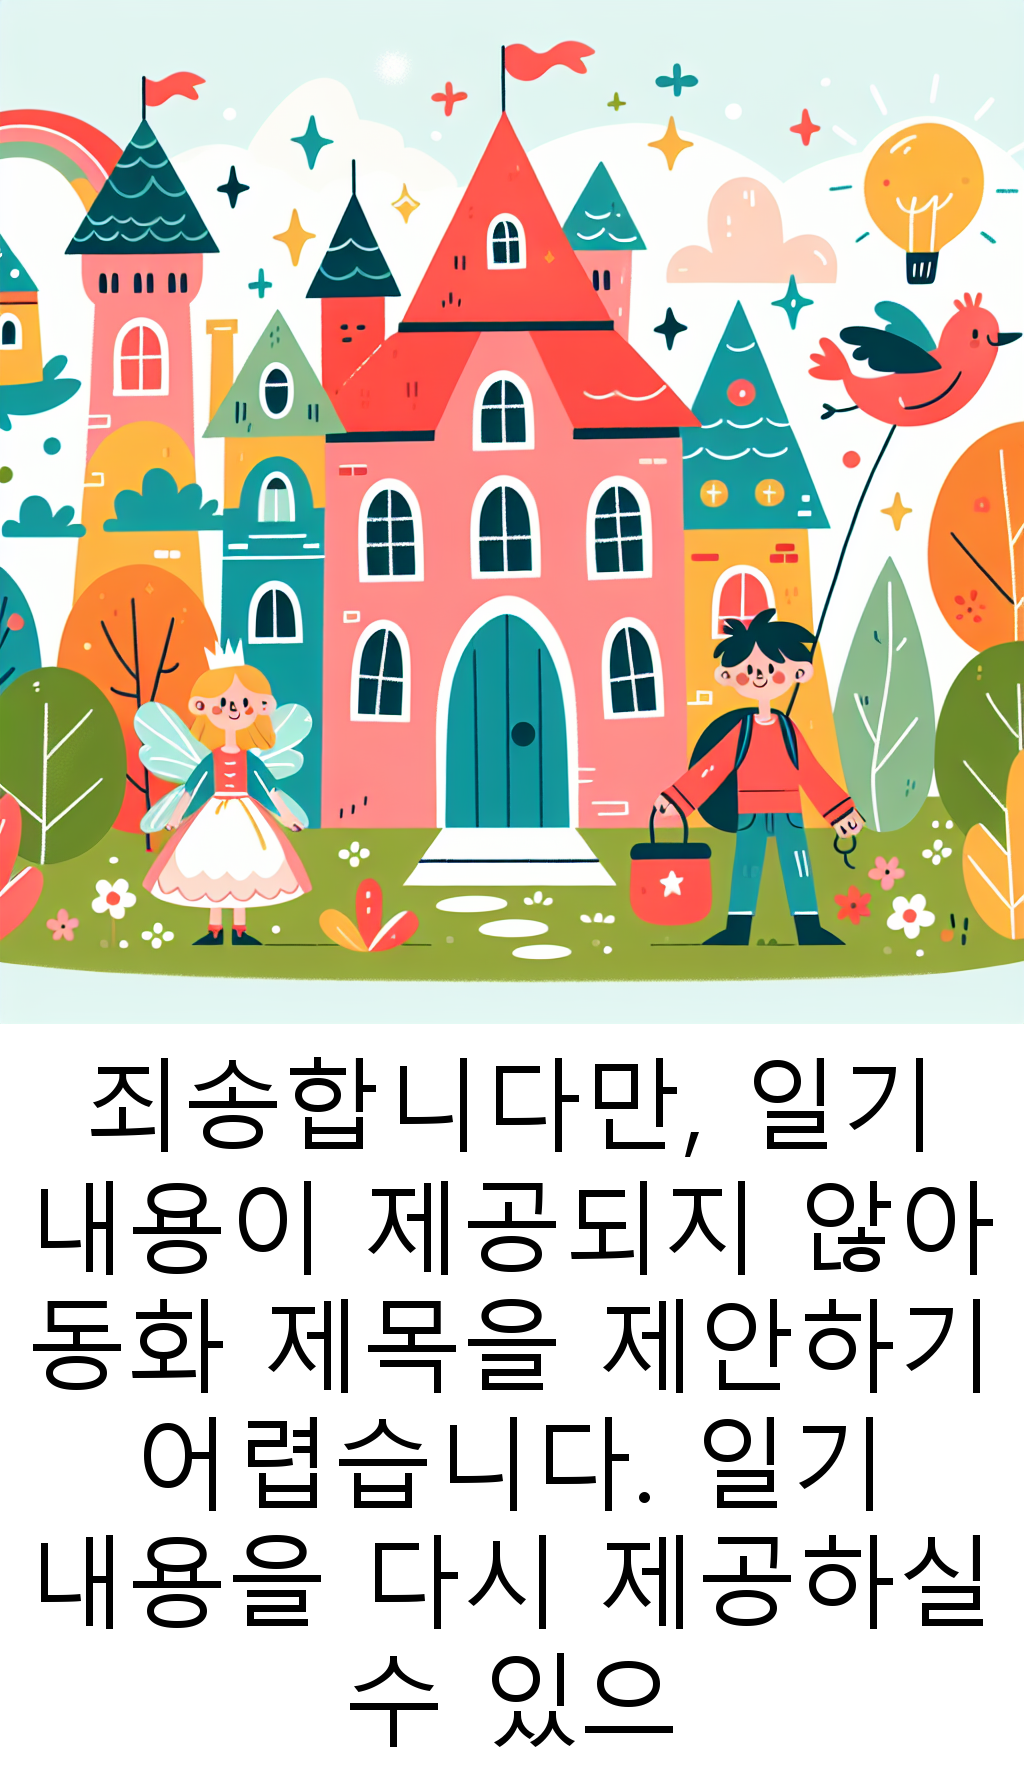 죄송합니다만, 일기
내용이 제공되지 않아
동화 제목을 제안하기
어렵습니다. 일기
내용을 다시 제공하실
수 있으